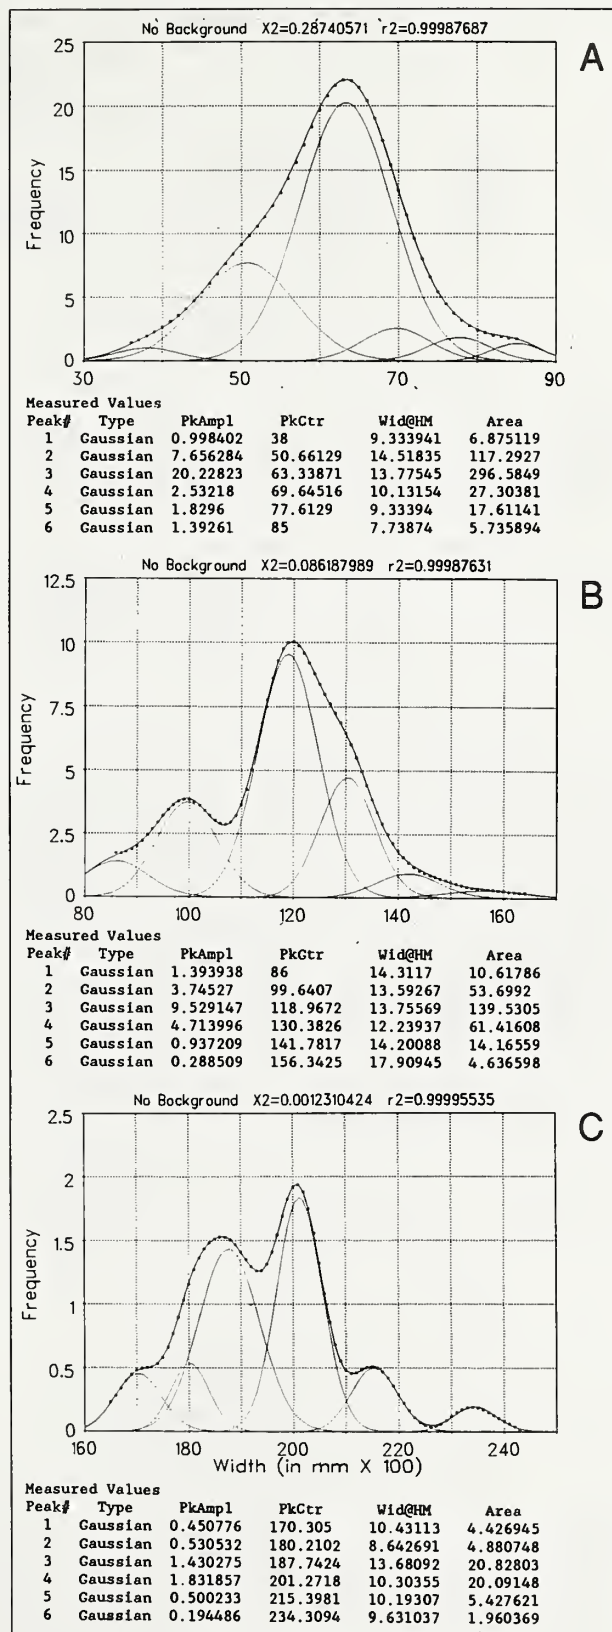 No Background X2=0.28740571 r2=0.99987687
A
25
20
15
10
5
0
Frequency
30 50 70 90
Measured Values
Peak# Type PkAmpl PkCtr Wid@HM Area
1 Gaussian 0.998402 38 9.333941 6.875119
2 Gaussian 7.656284 50.66129 14.51835 117.2927
3 Gaussian 20.22823 63.33871 13.77545 296.5849
4 Gaussian 2.53218 69.64516 10.13154 27.30381
5 Gaussian 1.8296 77.6129 9.33394 17.61141
6 Gaussian 1.39261 85 7.73874 5.735894
No Background X2=0.086187989 r2=0.99987631
B
12.5
10
7.5
5
2.5
0
Frequency
80 100 120 140 160
Measured Values
Peak# Type PkAmpl PkCtr Wid@HM Area
1 Gaussian 1.393938 86 14.3117 10.61786
2 Gaussian 3.74527 99.6407 13.59267 53.6992
3 Gaussian 9.529147 118.9672 13.75569 139.5305
4 Gaussian 4.713996 130.3826 12.23937 61.41608
5 Gaussian 0.937209 141.7817 14.20088 14.16559
6 Gaussian 0.288509 156.3425 17.90945 4.636598
No Bockground X2=0.0012310424 r2=0.99995535
C
2.5
2
1.5
1
0.5
0
Frequency
160 180 200 220 240
Width (in mm X 100)
Measured Values
Peak# Type PkAmpl PkCtr Wid@HM Area
1 Gaussian 0.450776 170.305 10.43113 4.426945
2 Gaussian 0.530532 180.2102 8.642691 4.880748
3 Gaussian 1.430275 187.7424 13.68092 20.82803
4 Gaussian 1.831857 201.2718 10.30355 20.09148
5 Gaussian 0.500233 215.3981 10.19307 5.427621
6 Gaussian 0.194486 234.3094 9.631037 1.960369